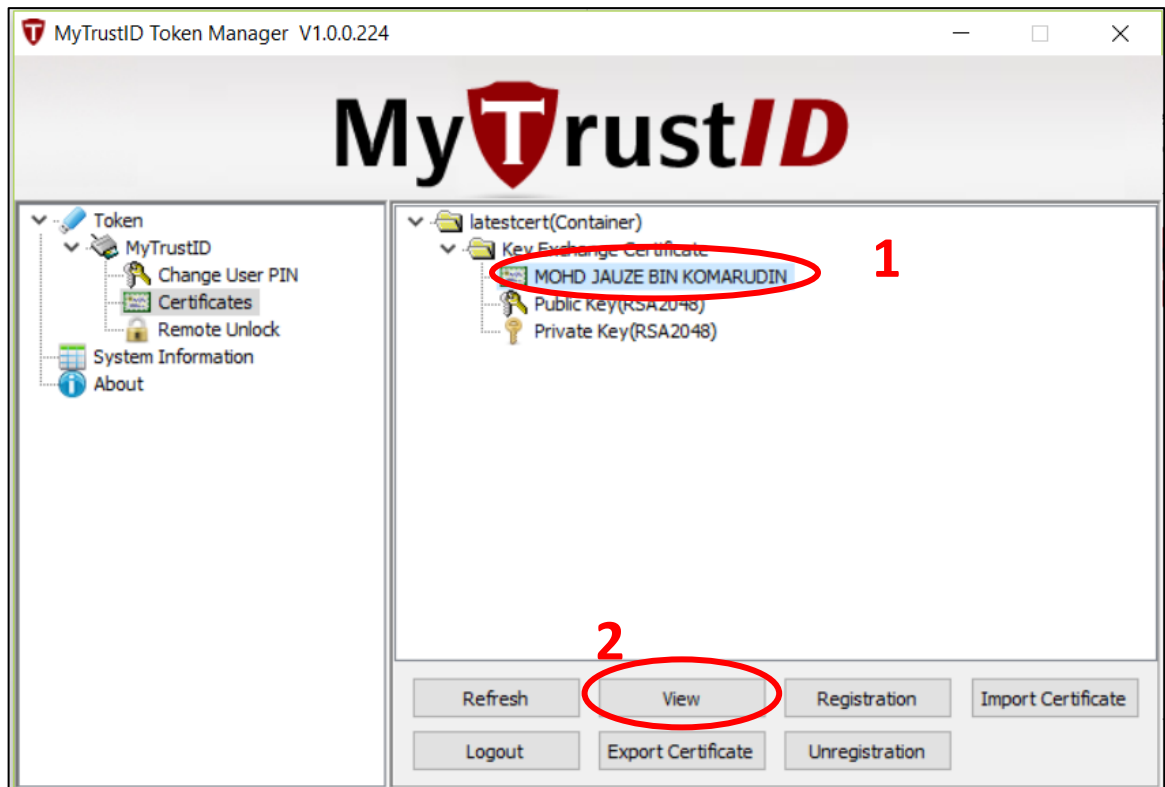 MyTrustID Token Manager V1.0.0.224
MyTrustID
Token
MyTrustID
Change User PIN
Certificates
Remote Unlock
System Information
About
latestcert(Container)
Key Exchange Certificate
MOHD JAUZE BIN KOMARUDIN
1
Public Key(RSA2048)
Private Key(RSA2048)
2
Refresh View Registration Import Certificate
Logout Export Certificate Unregistration